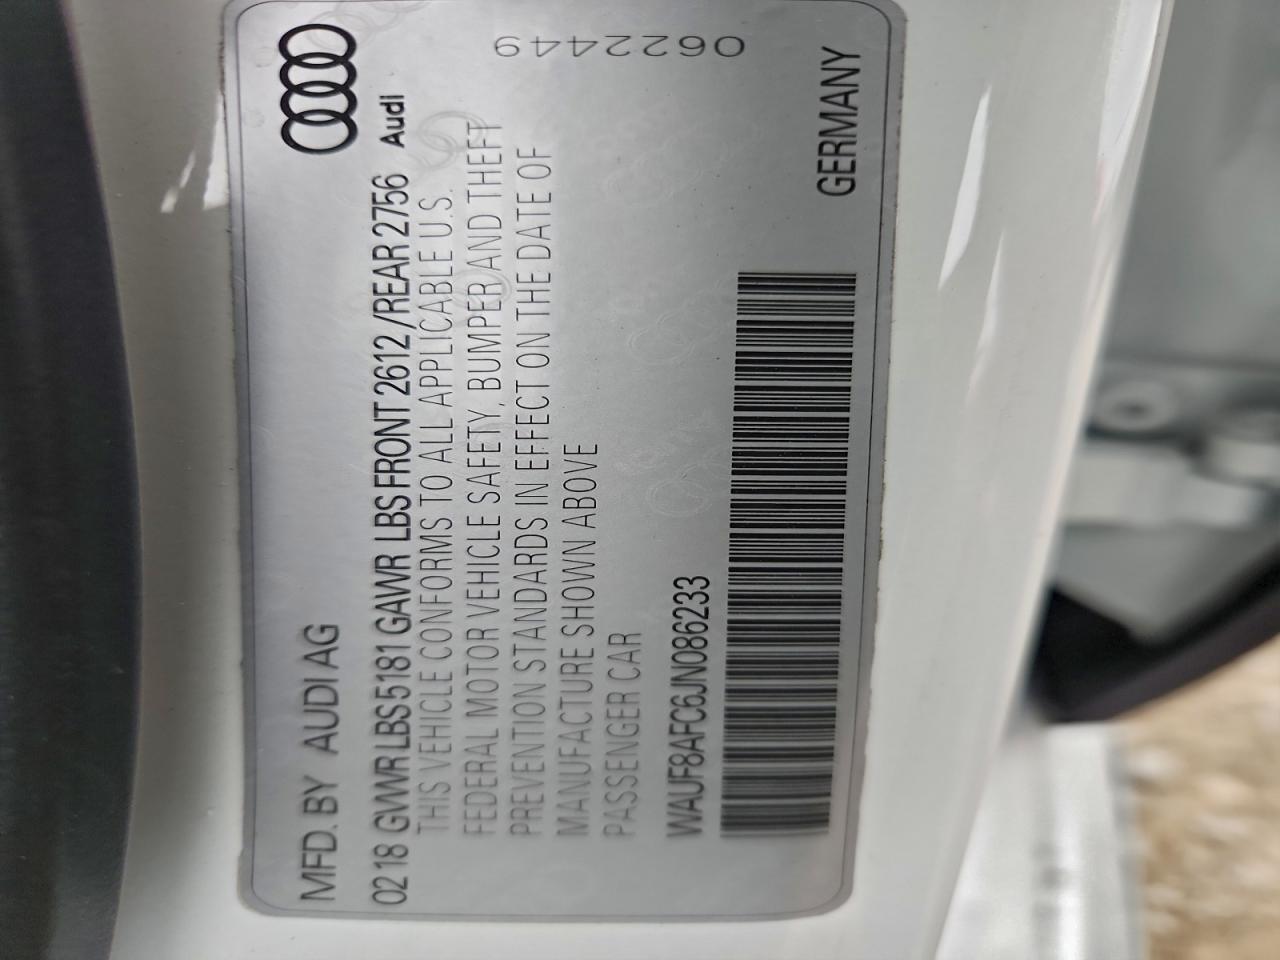 MFD. BY AUDI AG
0218 GVWR LBS 5181 GAWR LBS FRONT 2612 / REAR 2756 Audi
THIS VEHICLE CONFORMS TO ALL APPLICABLE U.S.
FEDERAL MOTOR VEHICLE SAFETY, BUMPER AND THEFT
PREVENTION STANDARDS IN EFFECT ON THE DATE OF
MANUFACTURE SHOWN ABOVE
PASSENGER CAR
0622449
WAUF8AFC6JN086233
GERMANY